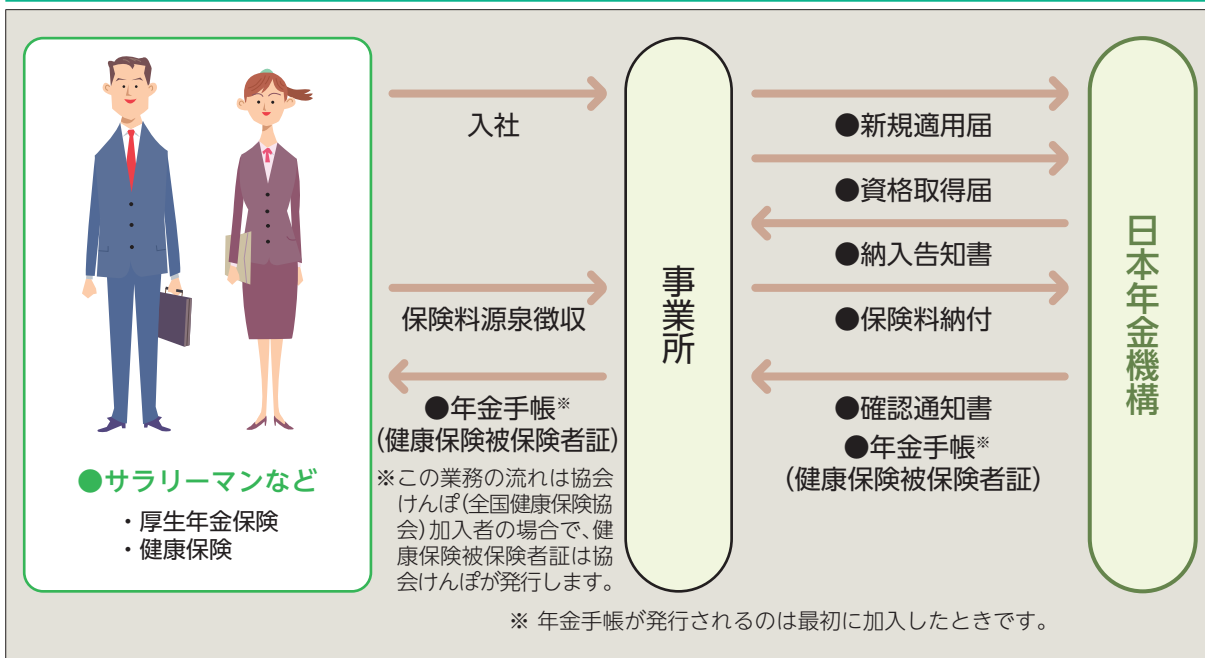 ●サラリーマンなど
・厚生年金保険
・健康保険
入社
保険料源泉徴収
●年金手帳※
(健康保険被保険者証)
※この業務の流れは協会
けんぽ(全国健康保険協
会)加入者の場合で、健
康保険被保険者証は協
会けんぽが発行します。
事業所
●新規適用届
●資格取得届
●納入告知書
●保険料納付
●確認通知書
●年金手帳※
(健康保険被保険者証)
日本年金機構
※ 年金手帳が発行されるのは最初に加入したときです。